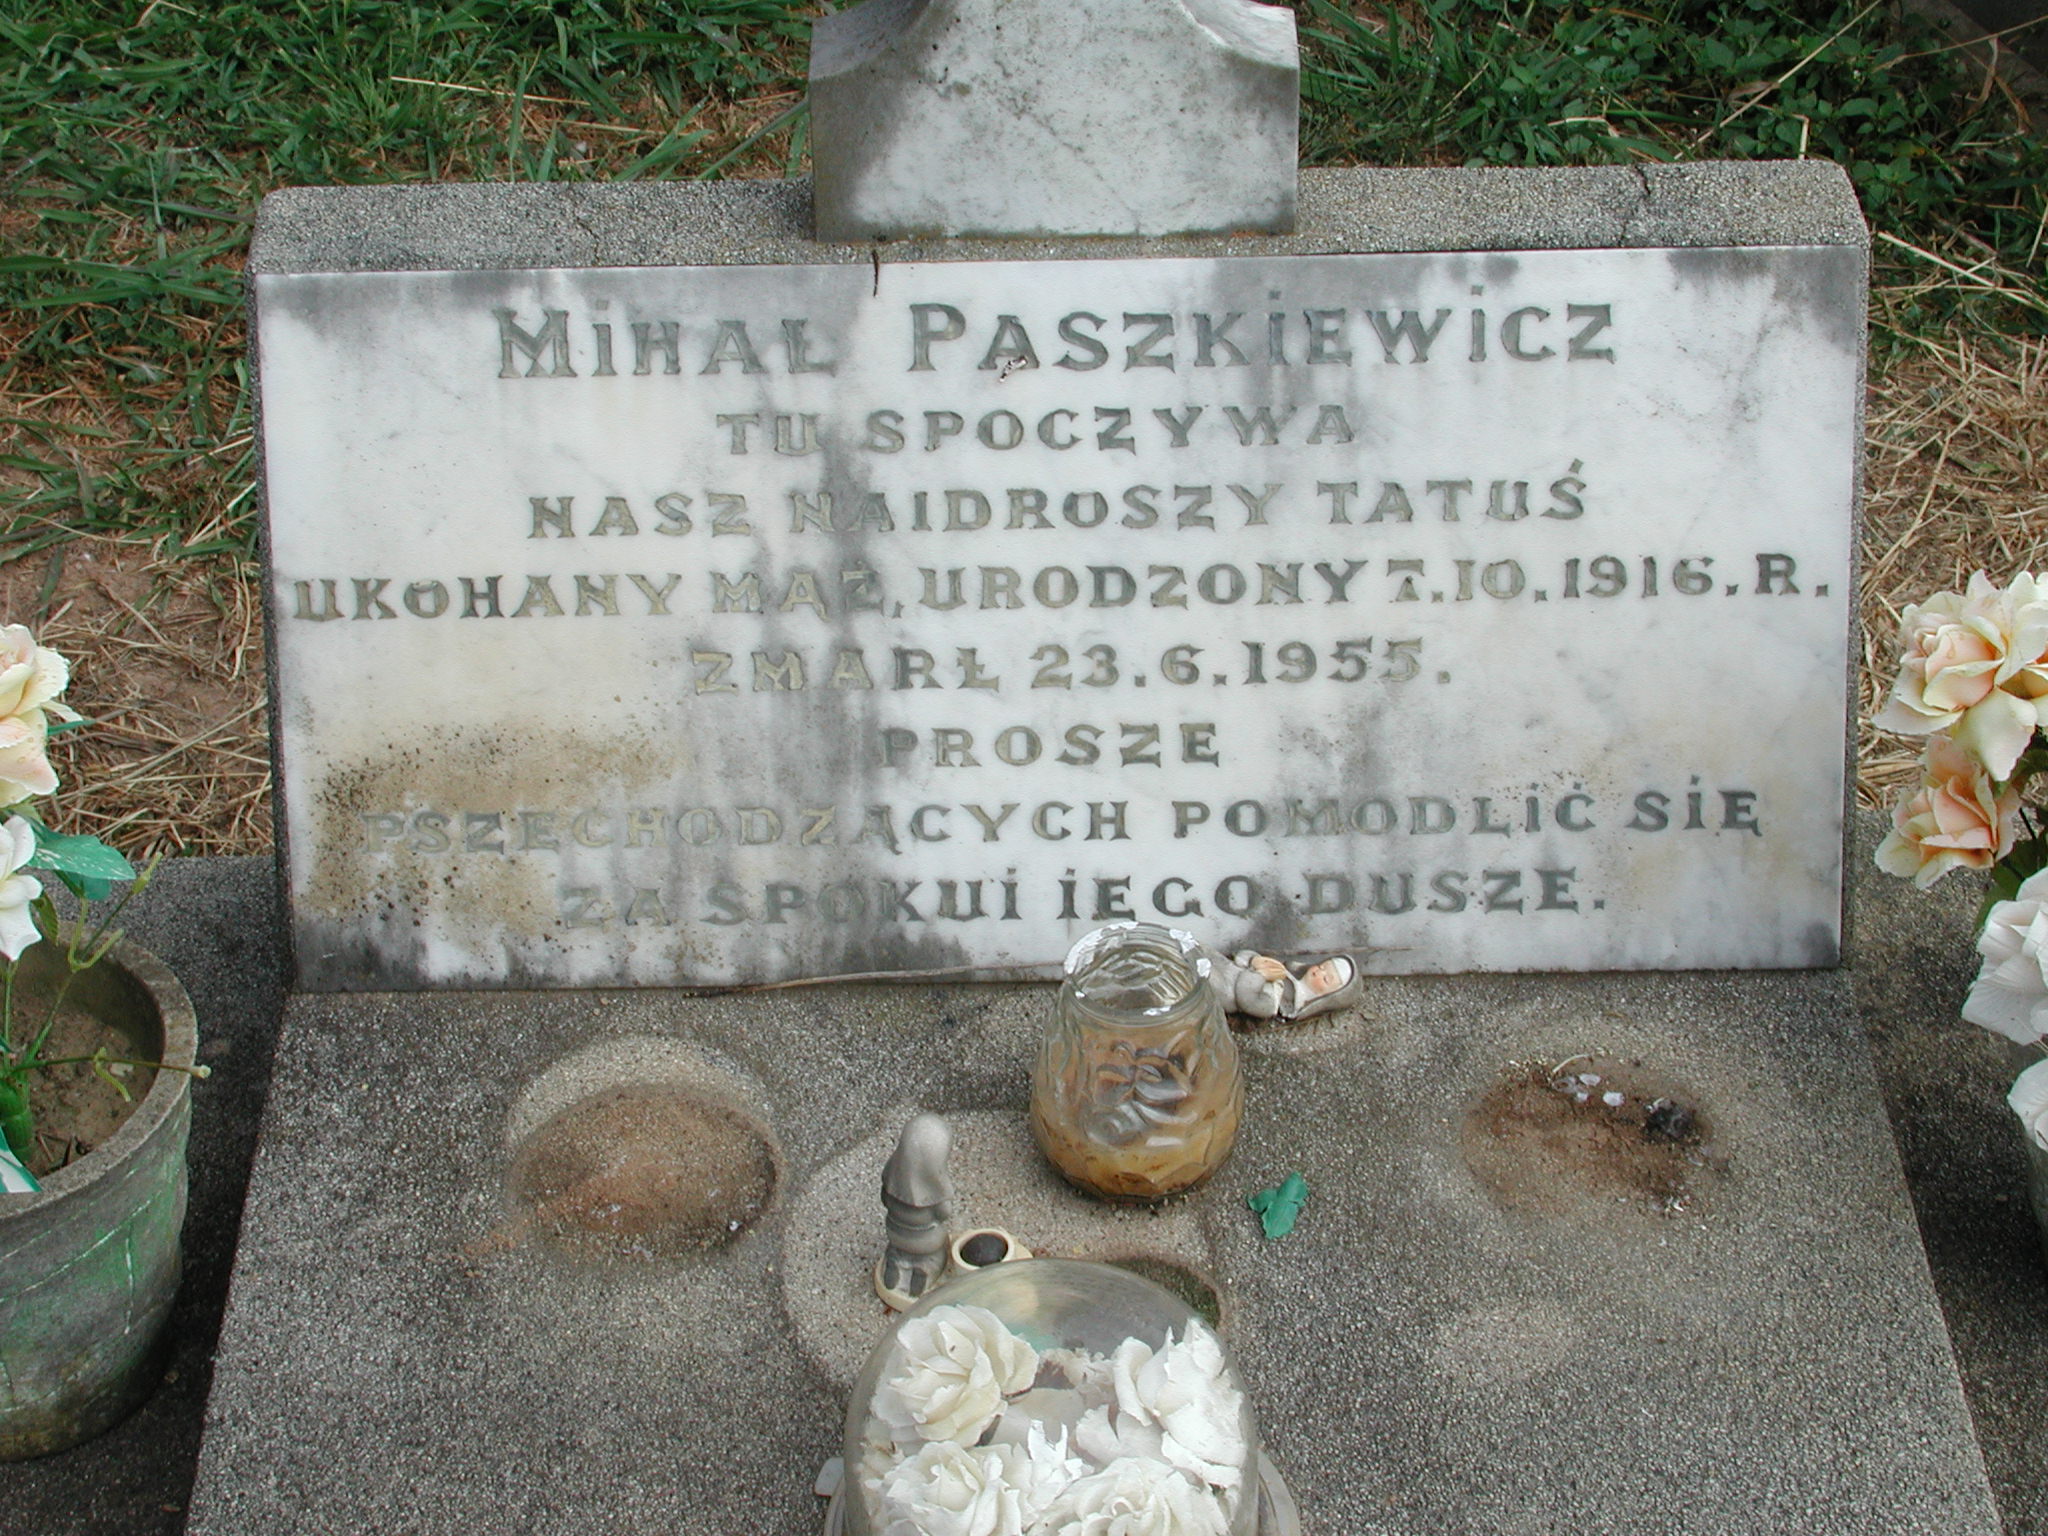 MiHAŁ PASZKiEWiCZ
TU SPOCZYWA
NASZ NAIDROSZY TATUŚ
UKOHANY MĄŻ, URODZONY 7.10.1916.R.
ZMARŁ 23.6.1955.
PROSZE
PSZECHODZĄCYCH POMODLiĆ SiĘ
ZA SPOKUi iEGO DUSZE.